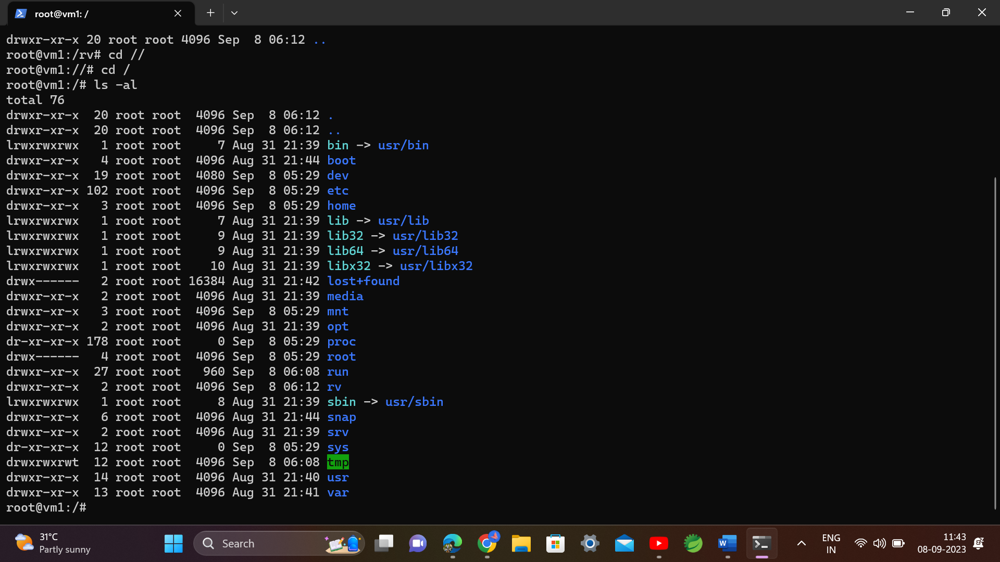 root@vm1: /
drwxr-xr-x 20 root root 4096 Sep  8 06:12 ..
root@vm1:/rv# cd //
root@vm1://# cd /
root@vm1:/# ls -al
total 76
drwxr-xr-x  20 root root  4096 Sep  8 06:12 .
drwxr-xr-x  20 root root  4096 Sep  8 06:12 ..
lrwxrwxrwx   1 root root     7 Aug 31 21:39 bin -> usr/bin
drwxr-xr-x   4 root root  4096 Aug 31 21:44 boot
drwxr-xr-x  19 root root  4080 Sep  8 05:29 dev
drwxr-xr-x 102 root root  4096 Sep  8 05:29 etc
drwxr-xr-x   3 root root  4096 Sep  8 05:29 home
lrwxrwxrwx   1 root root     7 Aug 31 21:39 lib -> usr/lib
lrwxrwxrwx   1 root root     9 Aug 31 21:39 lib32 -> usr/lib32
lrwxrwxrwx   1 root root     9 Aug 31 21:39 lib64 -> usr/lib64
lrwxrwxrwx   1 root root    10 Aug 31 21:39 libx32 -> usr/libx32
drwx------   2 root root 16384 Aug 31 21:42 lost+found
drwxr-xr-x   2 root root  4096 Aug 31 21:39 media
drwxr-xr-x   3 root root  4096 Sep  8 05:29 mnt
drwxr-xr-x   2 root root  4096 Aug 31 21:39 opt
dr-xr-xr-x 178 root root     0 Sep  8 05:29 proc
drwx------   4 root root  4096 Sep  8 05:29 root
drwxr-xr-x  27 root root   960 Sep  8 06:08 run
drwxr-xr-x   2 root root  4096 Sep  8 06:12 rv
lrwxrwxrwx   1 root root     8 Aug 31 21:39 sbin -> usr/sbin
drwxr-xr-x   6 root root  4096 Aug 31 21:44 snap
drwxr-xr-x   2 root root  4096 Aug 31 21:39 srv
dr-xr-xr-x  12 root root     0 Sep  8 05:29 sys
drwxrwxrwt  12 root root  4096 Sep  8 06:08 tmp
drwxr-xr-x  14 root root  4096 Aug 31 21:40 usr
drwxr-xr-x  13 root root  4096 Aug 31 21:41 var
root@vm1:/#
31°C
Partly sunny
Search
ENG
IN
11:43
08-09-2023